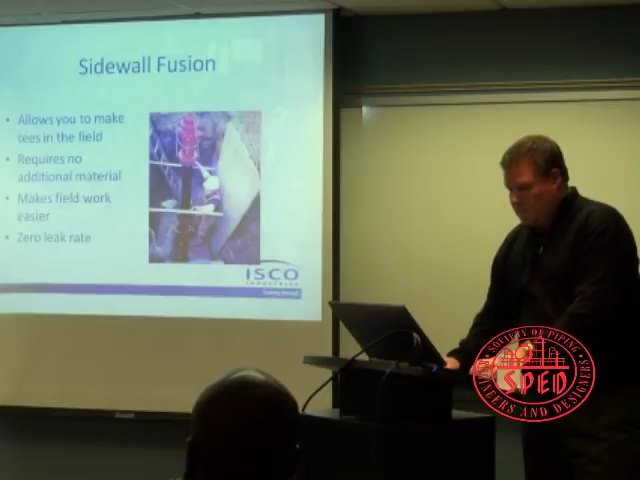 Sidewall Fusion
• Allows you to make
tees in the field
• Requires no
additional material
• Makes field work
easier
• Zero leak rate
ISCO
INDUSTRIES
SOCIETY OF PIPING
ENGINEERS AND DESIGNERS
SPED